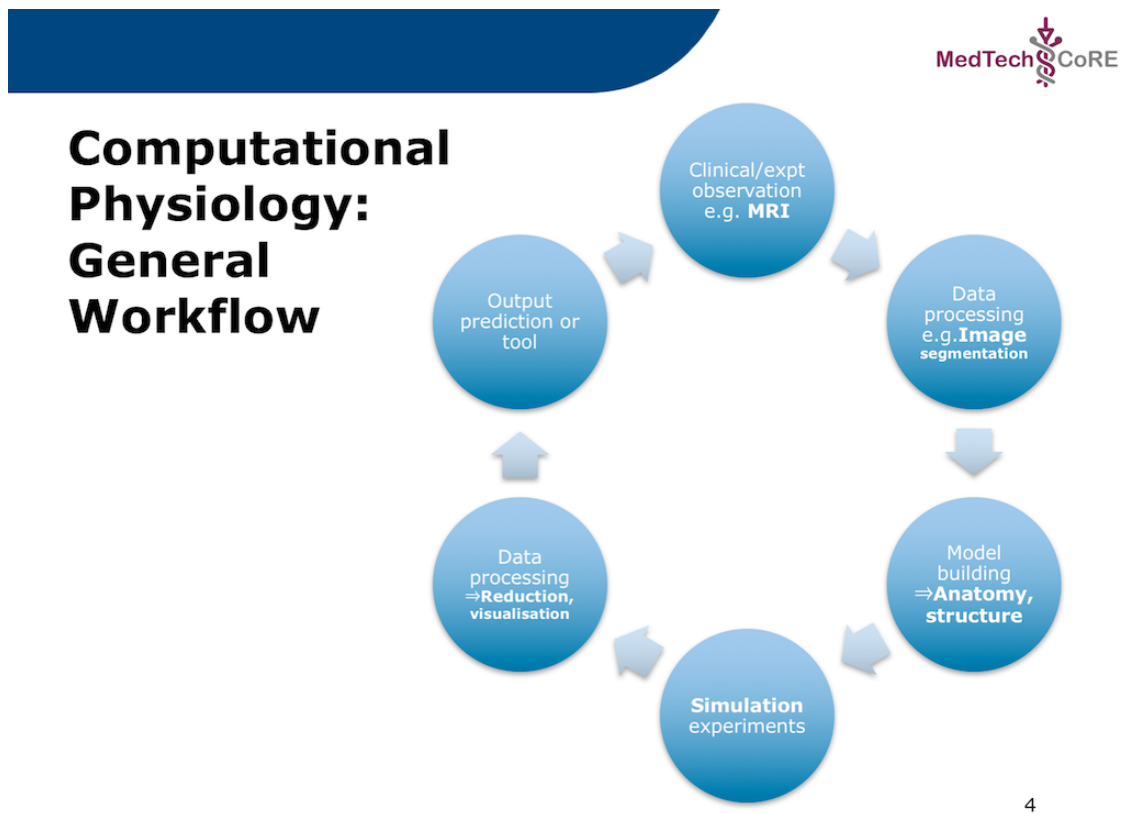 MedTech CoRE
Computational
Physiology:
General
Workflow
Clinical/expt
observation
e.g. MRI
Data
processing
e.g.Image
segmentation
Model
building
⇒Anatomy,
structure
Simulation
experiments
Data
processing
⇒Reduction,
visualisation
Output
prediction or
tool
4